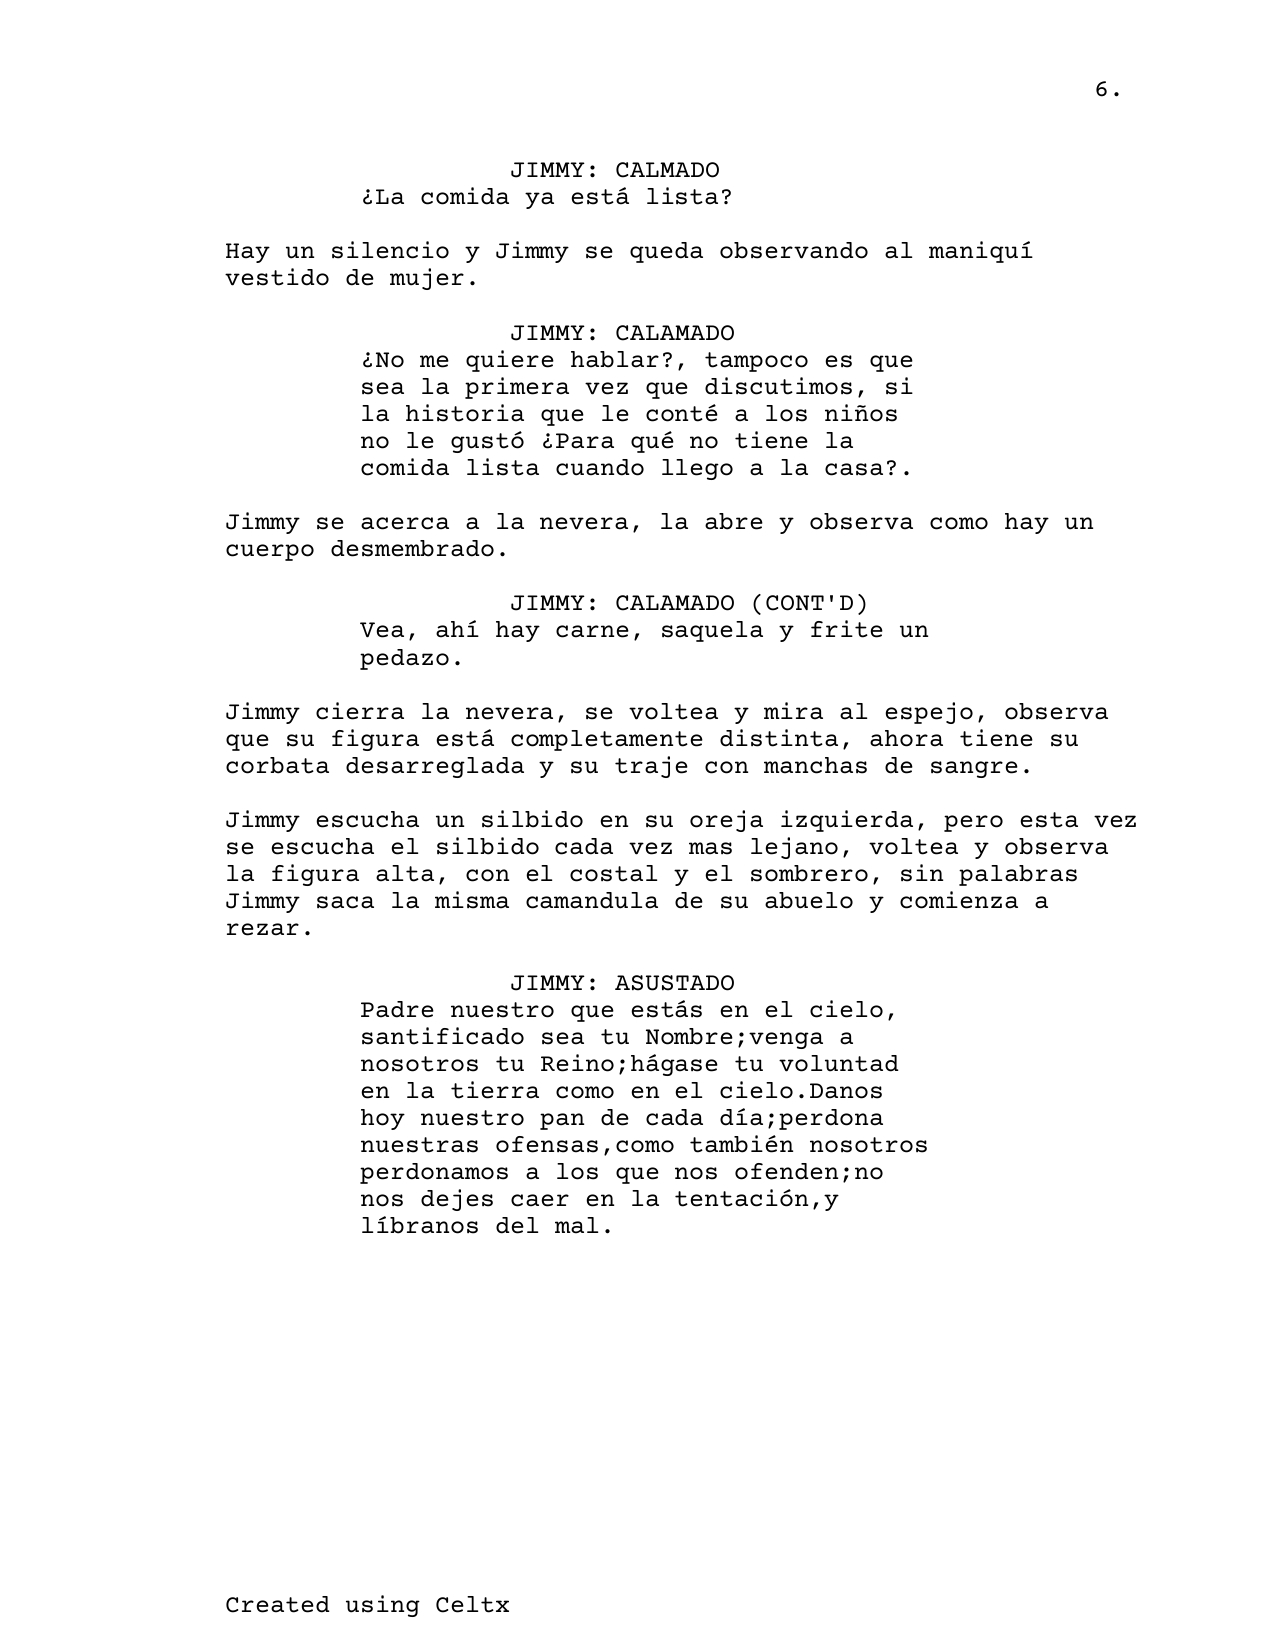 6.
JIMMY: CALMADO
¿La comida ya está lista?
Hay un silencio y Jimmy se queda observando al maniquí
vestido de mujer.
JIMMY: CALAMADO
¿No me quiere hablar?, tampoco es que
sea la primera vez que discutimos, si
la historia que le conté a los niños
no le gustó ¿Para qué no tiene la
comida lista cuando llego a la casa?.
Jimmy se acerca a la nevera, la abre y observa como hay un
cuerpo desmembrado.
JIMMY: CALAMADO (CONT'D)
Vea, ahí hay carne, saquela y frite un
pedazo.
Jimmy cierra la nevera, se voltea y mira al espejo, observa
que su figura está completamente distinta, ahora tiene su
corbata desarreglada y su traje con manchas de sangre.
Jimmy escucha un silbido en su oreja izquierda, pero esta vez
se escucha el silbido cada vez mas lejano, voltea y observa
la figura alta, con el costal y el sombrero, sin palabras
Jimmy saca la misma camandula de su abuelo y comienza a
rezar.
JIMMY: ASUSTADO
Padre nuestro que estás en el cielo,
santificado sea tu Nombre;venga a
nosotros tu Reino;hágase tu voluntad
en la tierra como en el cielo.Danos
hoy nuestro pan de cada día;perdona
nuestras ofensas,como también nosotros
perdonamos a los que nos ofenden;no
nos dejes caer en la tentación,y
líbranos del mal.
Created using Celtx